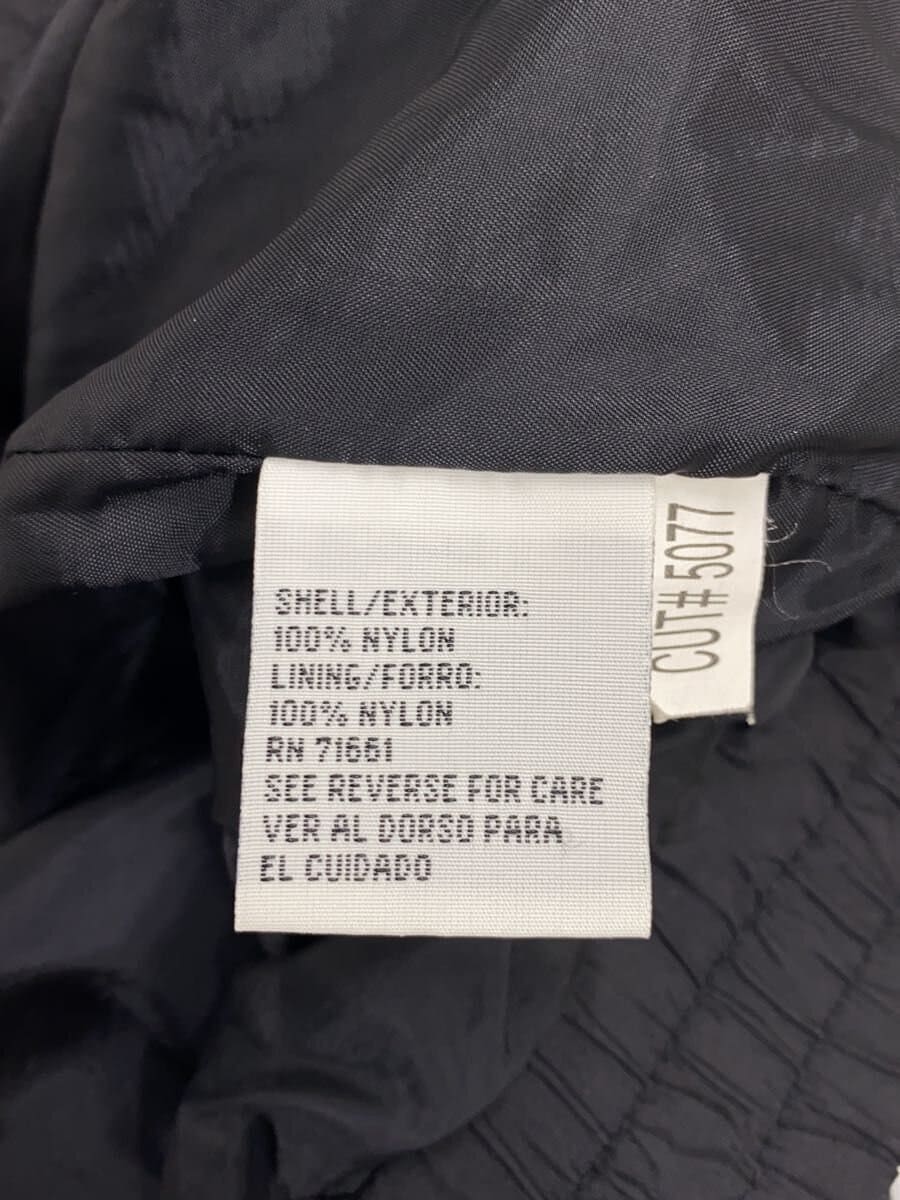 SHELL/EXTERIOR:
100% NYLON
LINING/FORRO:
100% NYLON
RN 71661
SEE REVERSE FOR CARE
VER AL DORSO PARA
EL CUIDADO
CUT# 5077